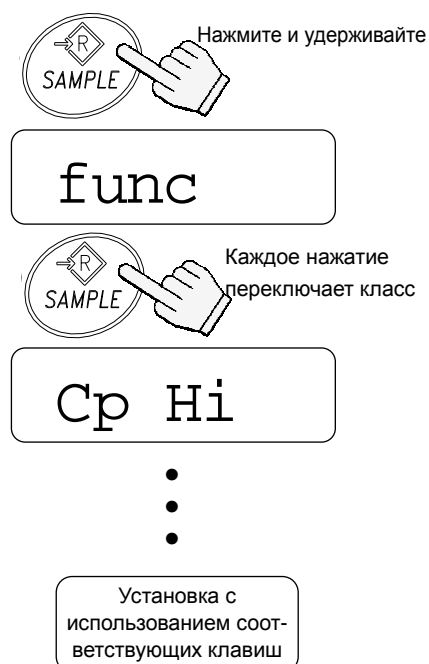 Нажмите и удерживайте
R
SAMPLE
func
Каждое нажатие
R
переключает класс
SAMPLE
Cp Hi
Установка с
использованием соот-
ветствующих клавиш